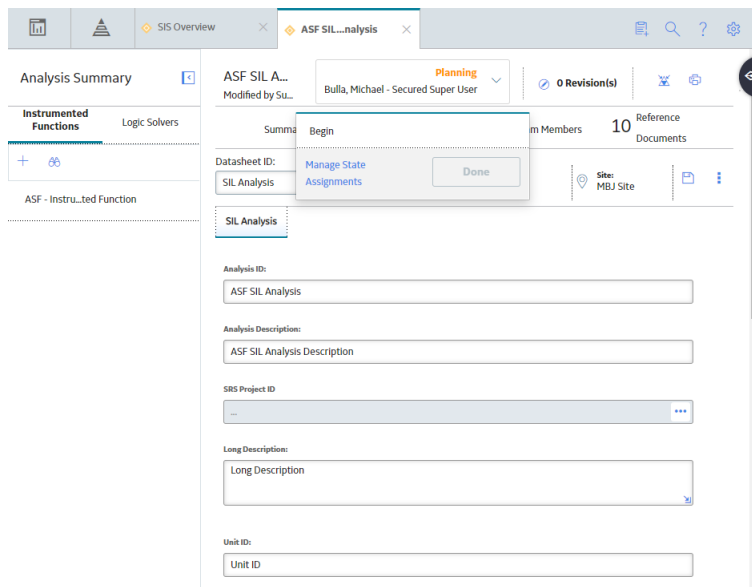 SIS Overview
ASF SIL...nalysis
Analysis Summary
Instrumented
Functions
Logic Solvers
ASF - Instru...ted Function
ASF SIL A...
Modified by Su...
Planning
Bulla, Michael - Secured Super User
0 Revision(s)
Summa
Begin
m Members
10 Reference
Documents
Manage State
Assignments
Done
Datasheet ID:
SIL Analysis
Site:
MBJ Site
SIL Analysis
Analysis ID:
ASF SIL Analysis
Analysis Description:
ASF SIL Analysis Description
SRS Project ID
...
Long Description:
Long Description
Unit ID:
Unit ID